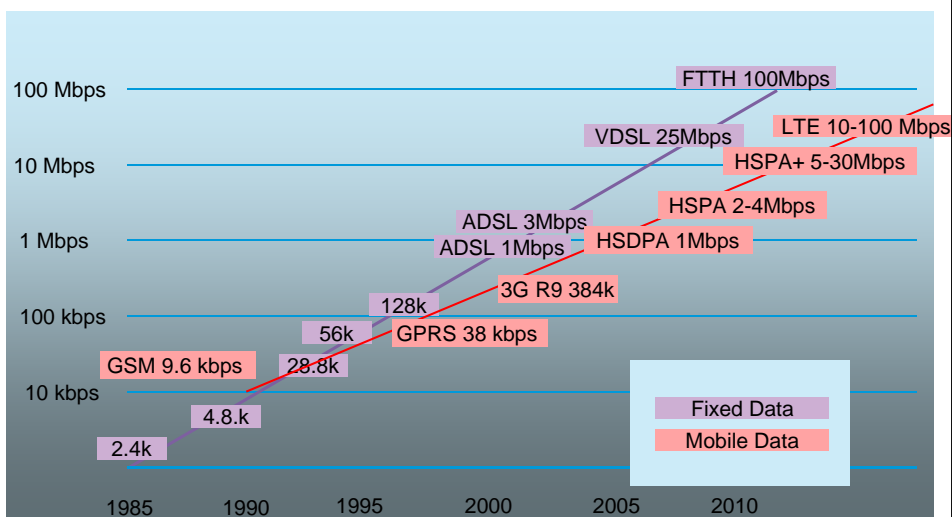 FTTH 100Mbps
100 Mbps
LTE 10-100 Mbps
VDSL 25Mbps
10 Mbps
HSPA+ 5-30Mbps
HSPA 2-4Mbps
ADSL 3Mbps
1 Mbps
ADSL 1Mbps
HSDPA 1Mbps
3G R9 384k
128k
100 kbps
56k
GPRS 38 kbps
GSM 9.6 kbps
28.8k
10 kbps
4.8.k
Fixed Data
2.4k
Mobile Data
1985 1990 1995 2000 2005 2010